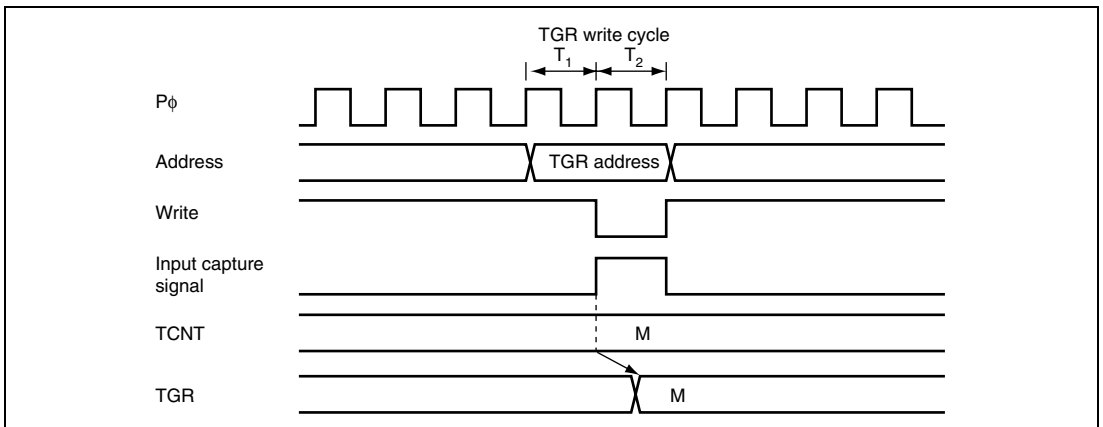 TGR write cycle
T1 T2
Pφ
Address
TGR address
Write
Input capture
signal
TCNT
M
TGR
M